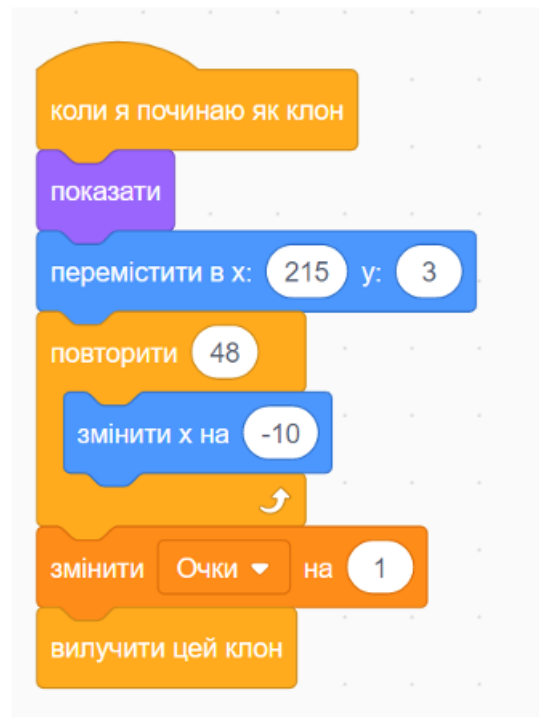 коли я починаю як клон
показати
перемістити в x: 215 y: 3
повторити 48
змінити x на -10
змінити Очки на 1
вилучити цей клон